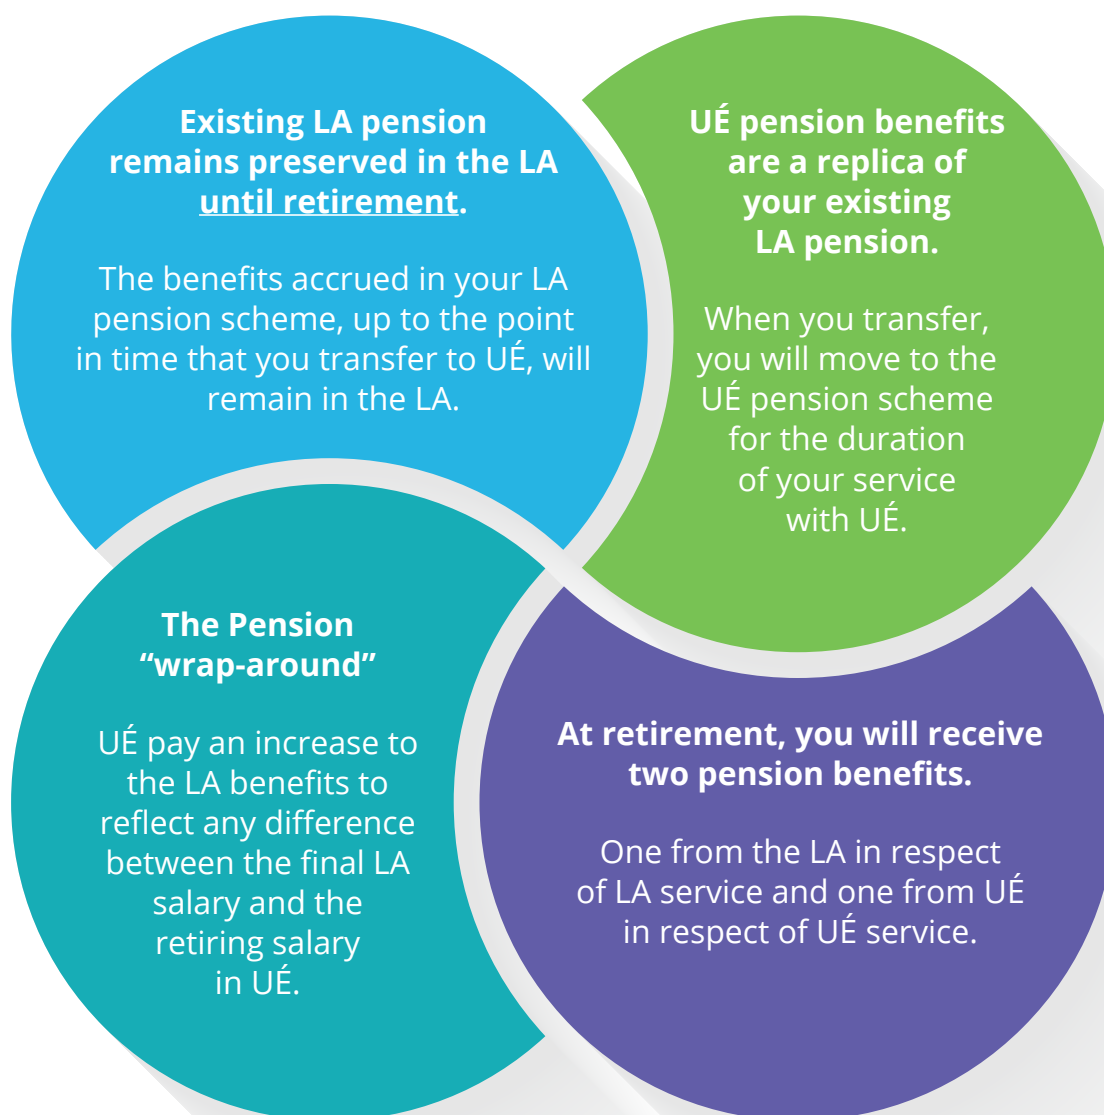 Existing LA pension
remains preserved in the LA
until retirement.
The benefits accrued in your LA
pension scheme, up to the point
in time that you transfer to UÉ, will
remain in the LA.
UÉ pension benefits
are a replica of
your existing
LA pension.
When you transfer,
you will move to the
UÉ pension scheme
for the duration
of your service
with UÉ.
The Pension
“wrap-around”
UÉ pay an increase to
the LA benefits to
reflect any difference
between the final LA
salary and the
retiring salary
in UÉ.
At retirement, you will receive
two pension benefits.
One from the LA in respect
of LA service and one from UÉ
in respect of UÉ service.